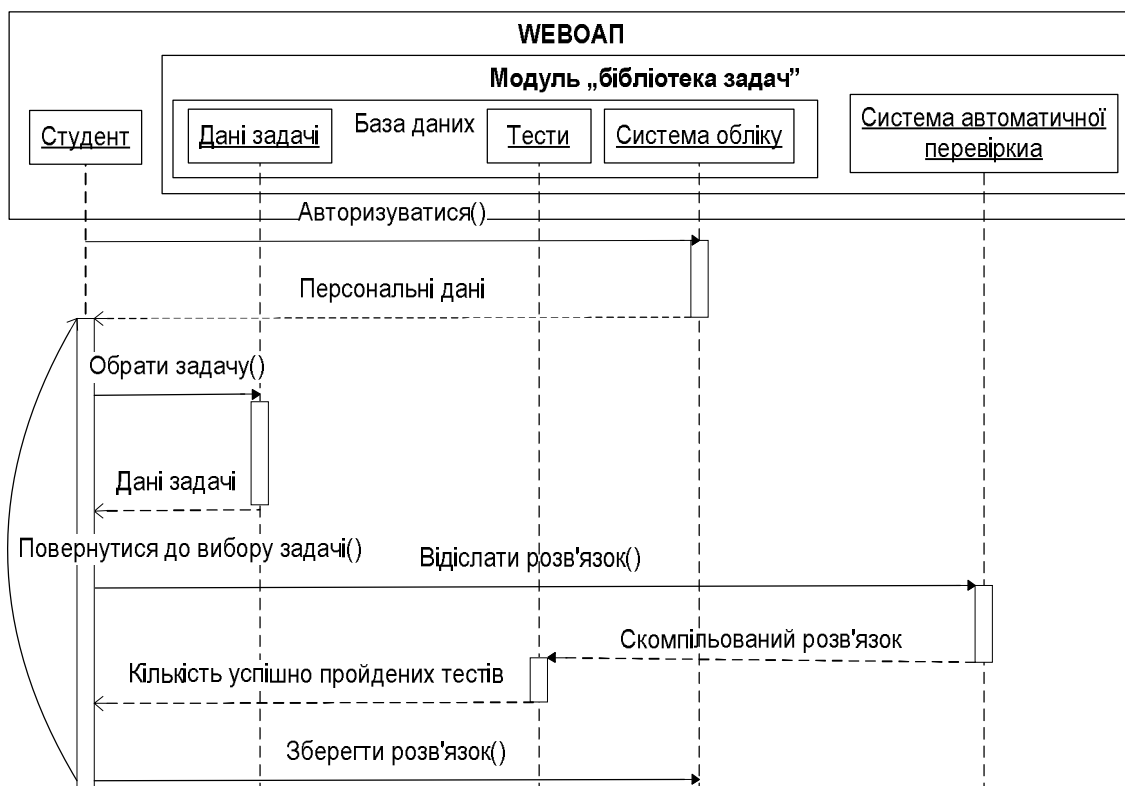 WEBОАП
Модуль „бібліотека задач”
База даних
Студент
Дані задачі
Тести
Система обліку
Система автоматичної
перевіркиа
Авторизуватися()
Персональні дані
Обрати задачу()
Дані задачі
Повернутися до вибору задачі()
Відіслати розв'язок()
Скомпільований розв'язок
Кількість успішно пройдених тестів
Зберегти розв'язок()